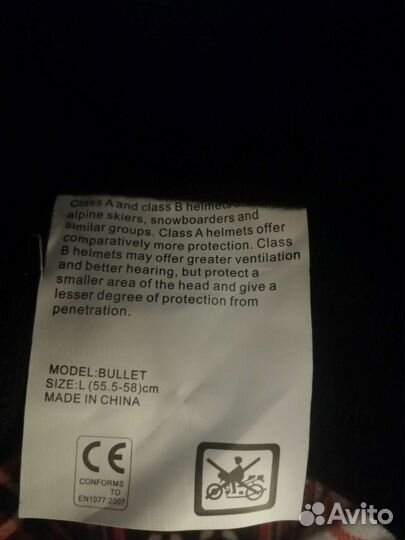 Class A and class B helmets
alpine skiers, snowboarders and
similar groups. Class A helmets offer
comparatively more protection. Class
B helmets may offer greater ventilation
and better hearing, but protect a
smaller area of the head and give a
lesser degree of protection from
penetration.
MODEL:BULLET
SIZE:L (55.5-58)cm
MADE IN CHINA
CE
CONFORMS
TO
EN1077:2007
Avito